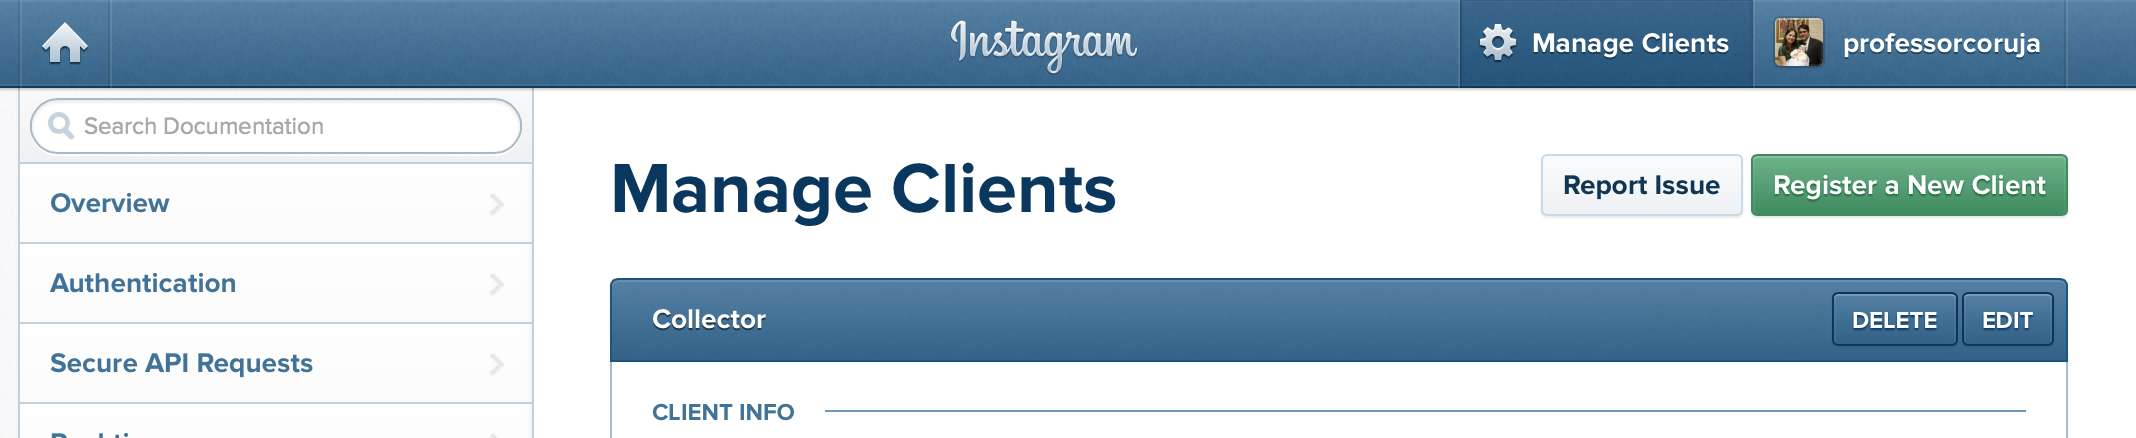 Instagram
Manage Clients
professorcoruja
Search Documentation
Overview
Authentication
Secure API Requests
Manage Clients
Report Issue
Register a New Client
Collector
DELETE
EDIT
CLIENT INFO